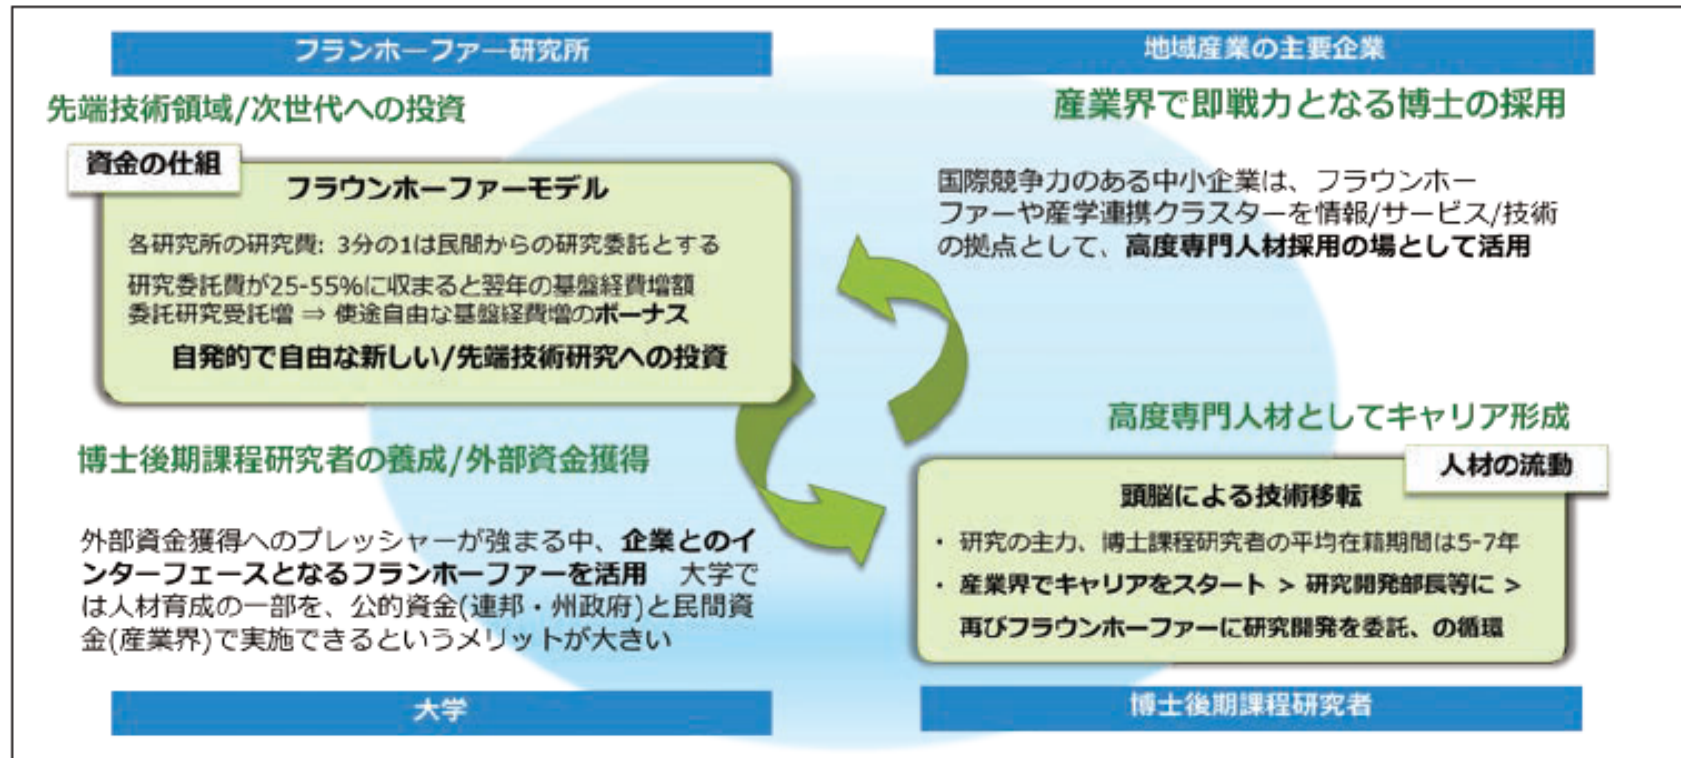 フランホーファー研究所
先端技術領域/次世代への投資
資金の仕組
フラウンホーファーモデル
各研究所の研究費: 3分の1は民間からの研究委託とする
研究委託費が25-55%に収まると翌年の基盤経費増額
委託研究受託増 ⇒ 使途自由な基盤経費増のボーナス
自発的で自由な新しい/先端技術研究への投資
地域産業の主要企業
産業界で即戦力となる博士の採用
国際競争力のある中小企業は、フラウンホー
ファーや産学連携クラスターを情報/サービス/技術
の拠点として、高度専門人材採用の場として活用
博士後期課程研究者の養成/外部資金獲得
外部資金獲得へのプレッシャーが強まる中、企業とのイ
ンターフェースとなるフランホーファーを活用　大学で
は人材育成の一部を、公的資金(連邦・州政府)と民間資
金(産業界)で実施できるというメリットが大きい
大学
高度専門人材としてキャリア形成
人材の流動
頭脳による技術移転
・ 研究の主力、博士課程研究者の平均在籍期間は5-7年
・ 産業界でキャリアをスタート > 研究開発部長等に >
再びフラウンホーファーに研究開発を委託、の循環
博士後期課程研究者